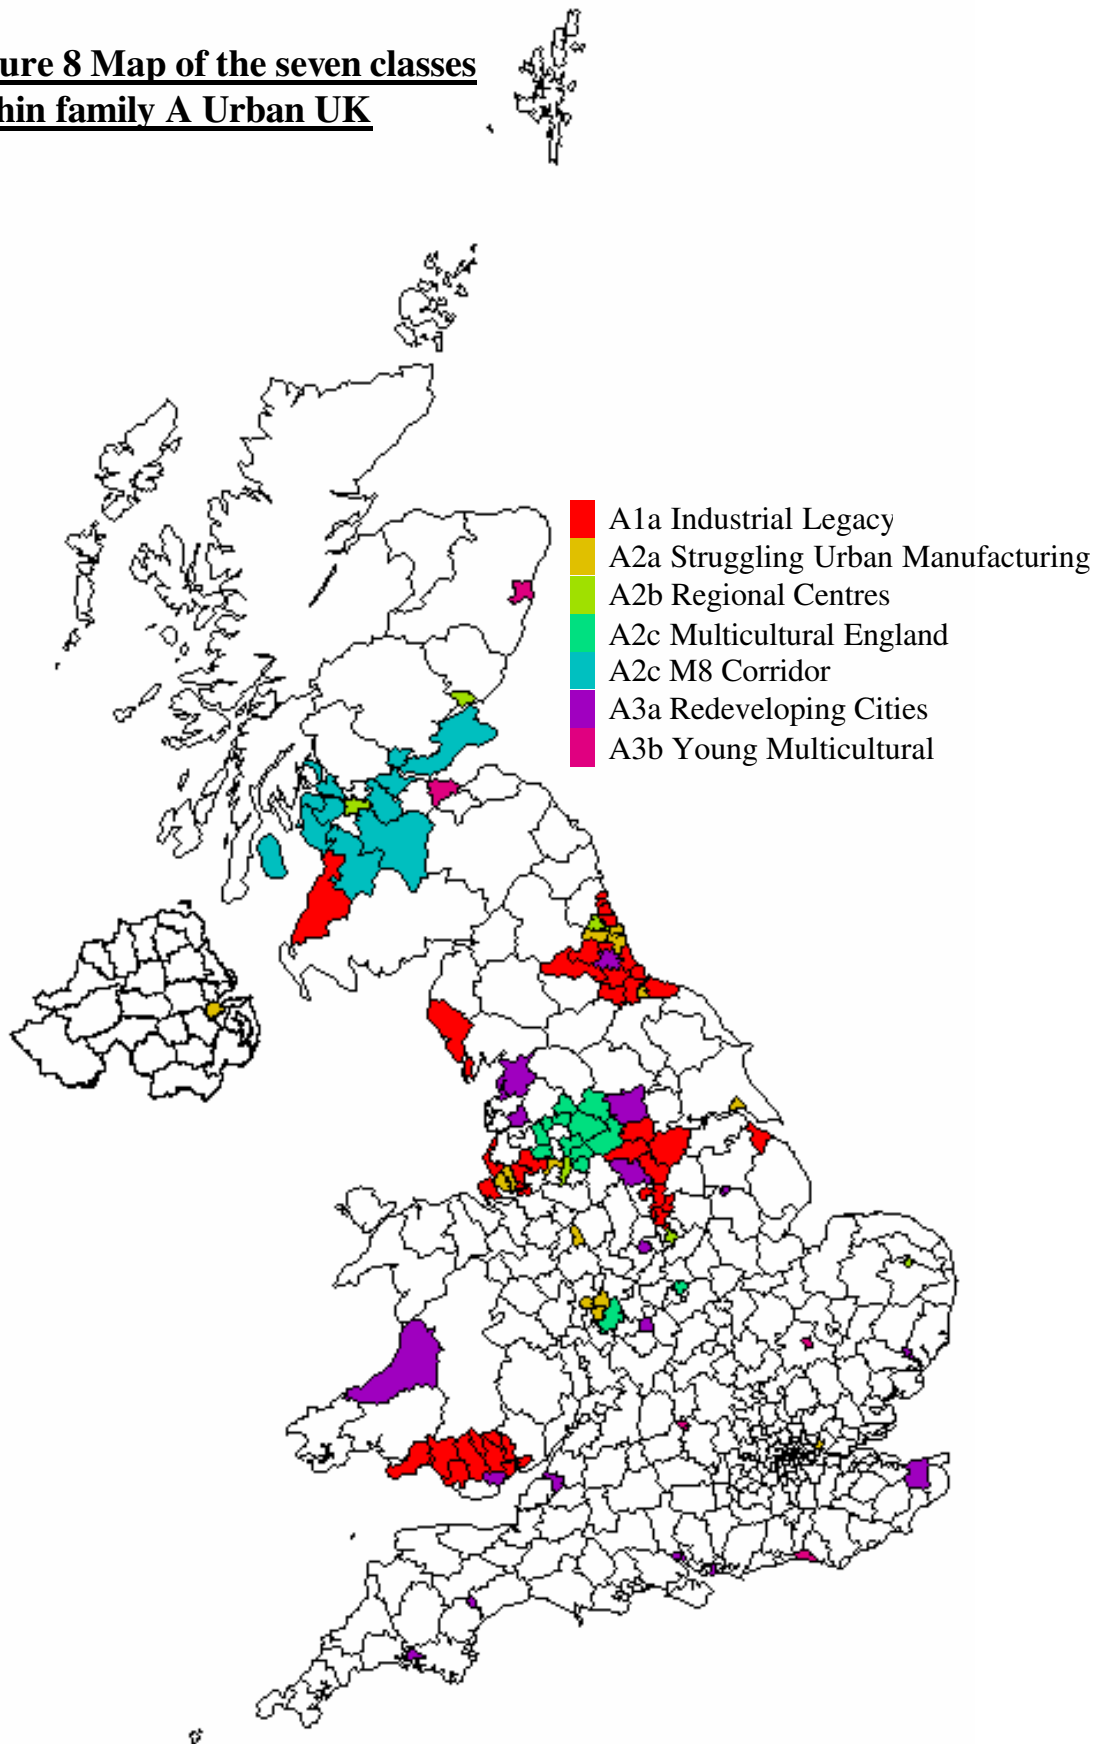 ure 8 Map of the seven classes
hin family A Urban UK
A1a Industrial Legacy
A2a Struggling Urban Manufacturing
A2b Regional Centres
A2c Multicultural England
A2c M8 Corridor
A3a Redeveloping Cities
A3b Young Multicultural